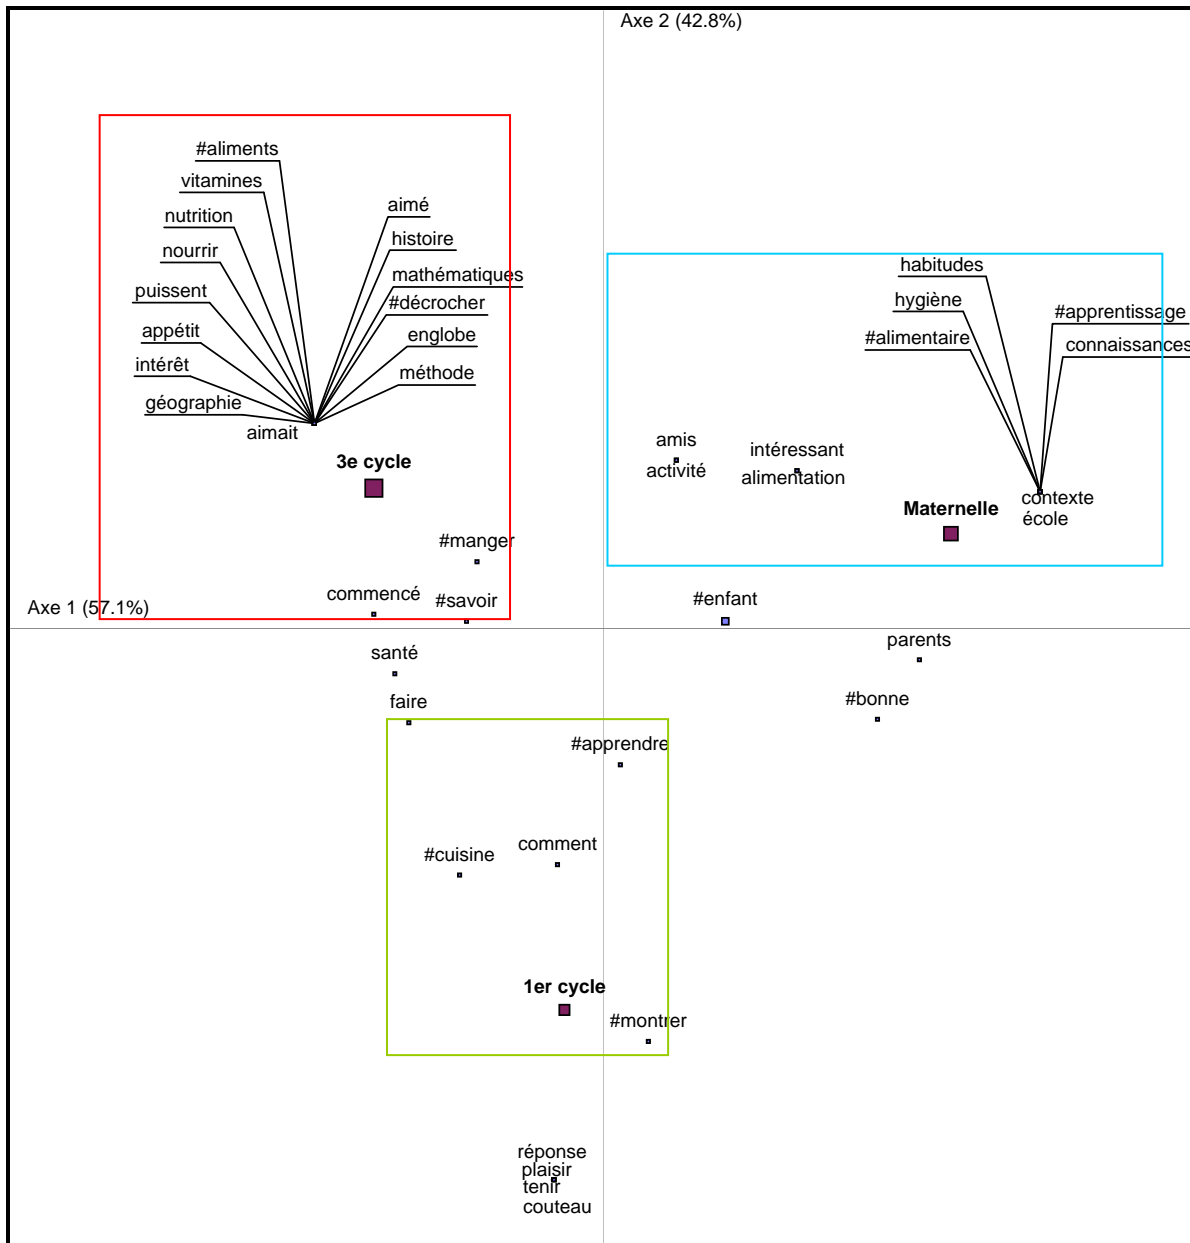 Axe 2 (42.8%)
#aliments
vitamines
nutrition
nourrir
puissent
appétit
intérêt
géographie
aimait
aimé
histoire
mathématiques
#décrocher
englobe
méthode
3e cycle
#manger
commencé
#savoir
Axe 1 (57.1%)
habitudes
hygiène
#alimentaire
#apprentissage
connaissances
amis
activité
intéressant
alimentation
Maternelle
contexte
école
#enfant
parents
#bonne
santé
faire
#apprendre
comment
#cuisine
1er cycle
#montrer
réponse
plaisir
tenir
couteau